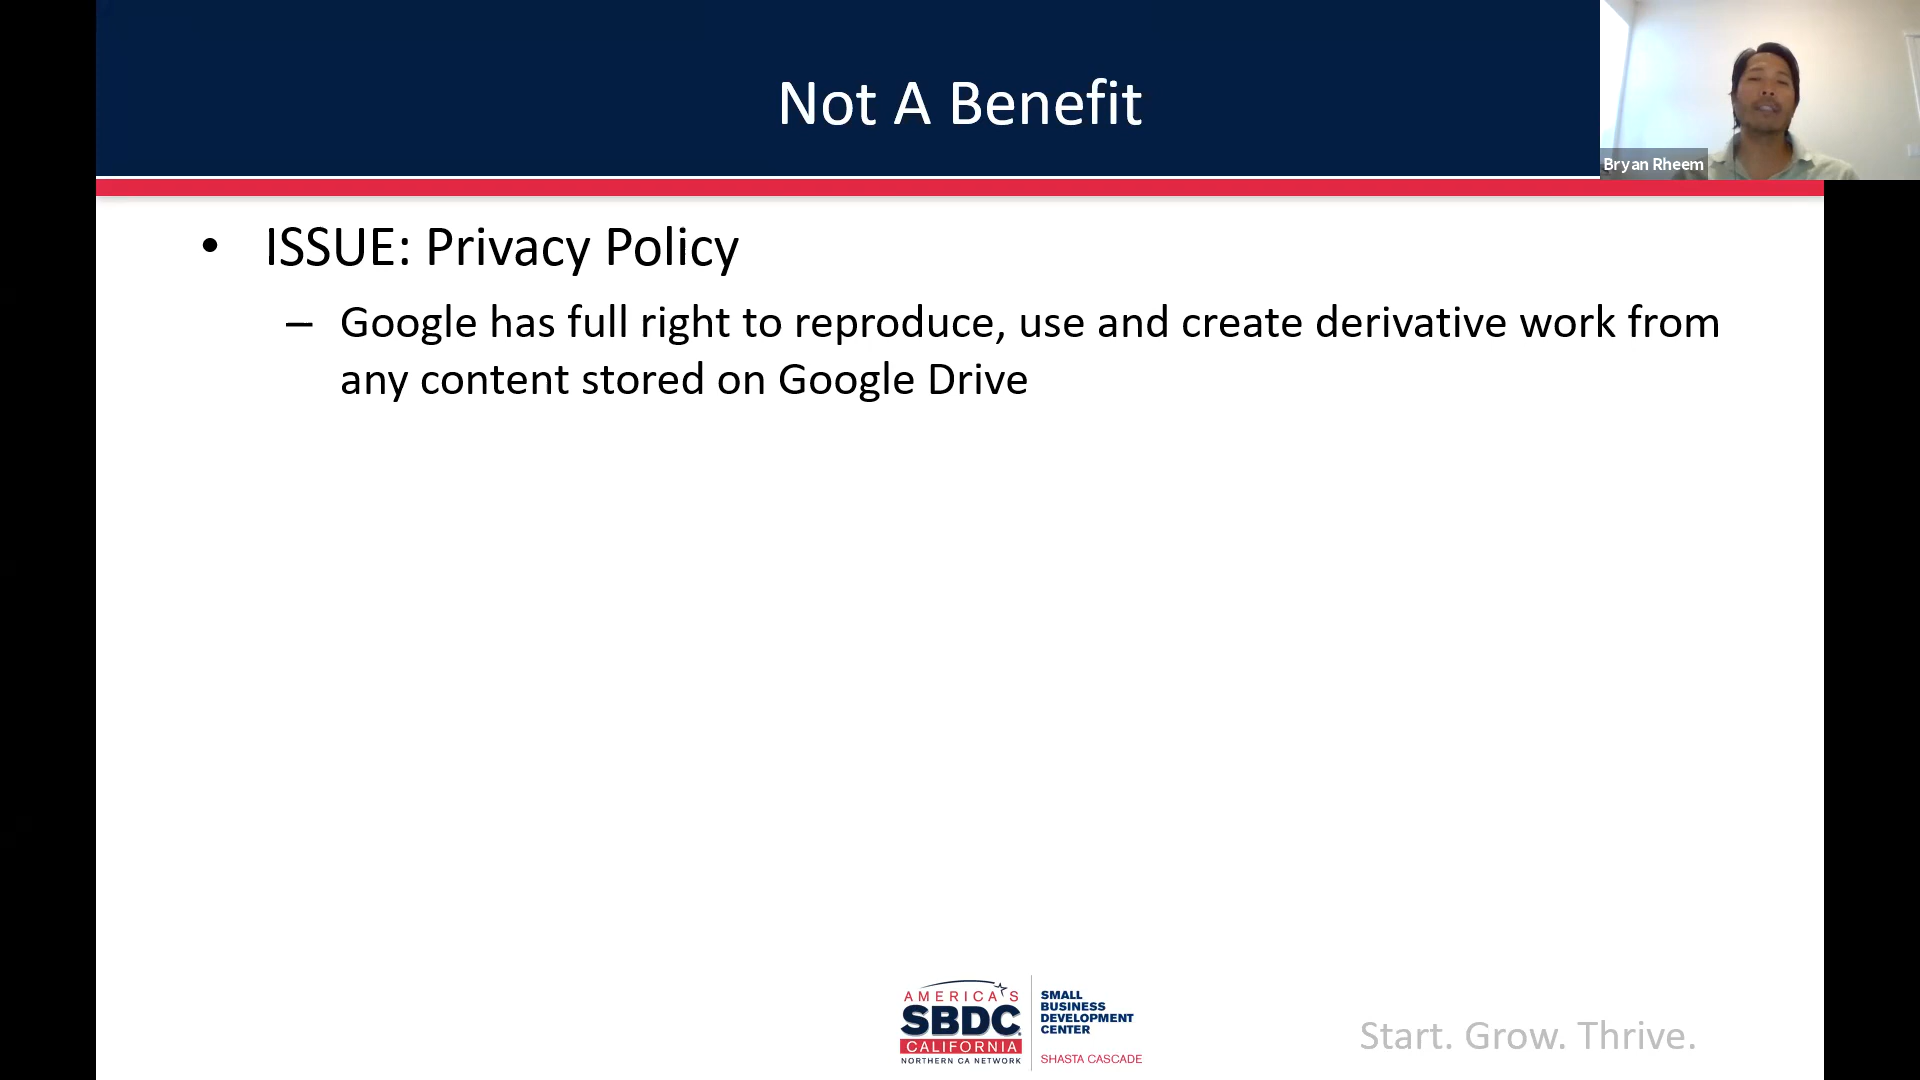 Not A Benefit
Bryan Rheem
• ISSUE: Privacy Policy
– Google has full right to reproduce, use and create derivative work from
any content stored on Google Drive
AMERICA'S
SBDC
CALIFORNIA
NORTHERN CA NETWORK
SMALL
BUSINESS
DEVELOPMENT
CENTER
SHASTA CASCADE
Start. Grow. Thrive.